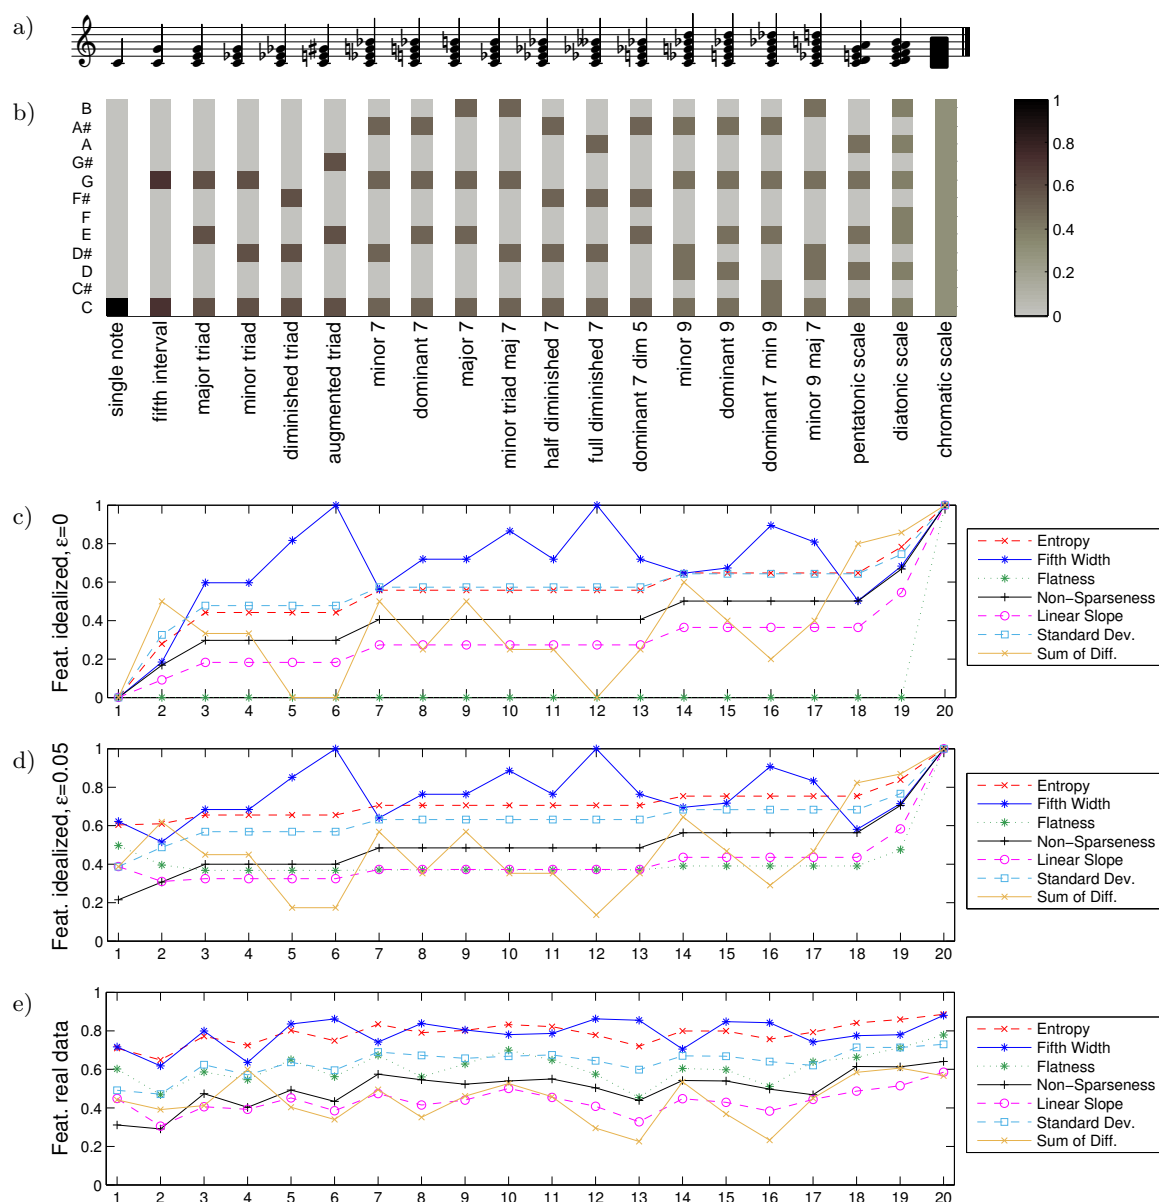 a)
b)
B
A#
A
G#
G
F#
F
E
D#
D
C#
C
1
0.8
0.6
0.4
0.2
0
single note
fifth interval
major triad
minor triad
diminished triad
augmented triad
minor 7
dominant 7
major 7
minor triad maj 7
half diminished 7
full diminished 7
dominant 7 dim 5
minor 9
dominant 9
dominant 7 min 9
minor 9 maj 7
pentatonic scale
diatonic scale
chromatic scale
c)
Feat. idealized, ε=0
1
0.8
0.6
0.4
0.2
0
1 2 3 4 5 6 7 8 9 10 11 12 13 14 15 16 17 18 19 20
Entropy
Fifth Width
Flatness
Non−Sparseness
Linear Slope
Standard Dev.
Sum of Diff.
d)
Feat. idealized, ε=0.05
1
0.8
0.6
0.4
0.2
0
1 2 3 4 5 6 7 8 9 10 11 12 13 14 15 16 17 18 19 20
Entropy
Fifth Width
Flatness
Non−Sparseness
Linear Slope
Standard Dev.
Sum of Diff.
e)
Feat. real data
1
0.8
0.6
0.4
0.2
0
1 2 3 4 5 6 7 8 9 10 11 12 13 14 15 16 17 18 19 20
Entropy
Fifth Width
Flatness
Non−Sparseness
Linear Slope
Standard Dev.
Sum of Diff.